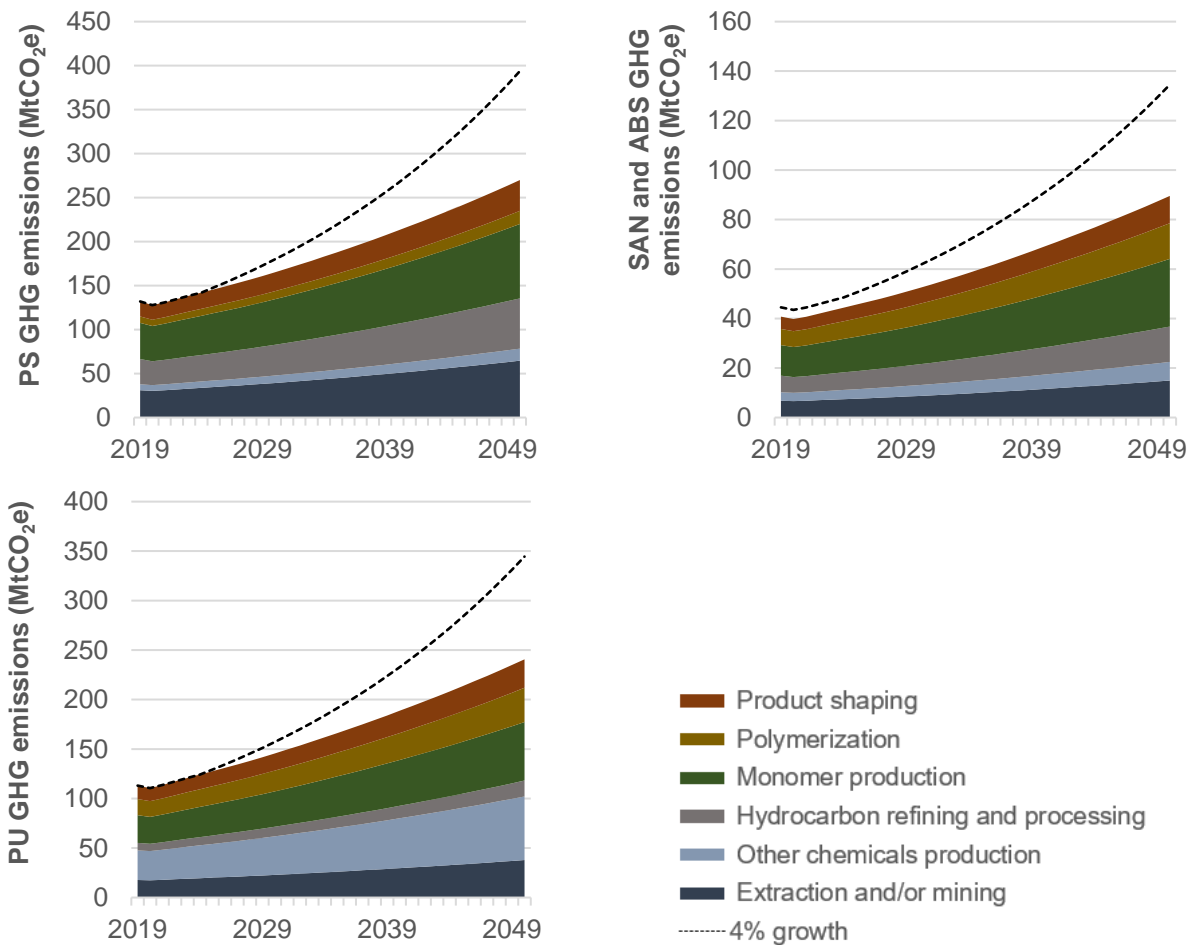 PS GHG emissions (MtCO₂e)
450
400
350
300
250
200
150
100
50
0
2019 2029 2039 2049
SAN and ABS GHG
emissions (MtCO₂e)
160
140
120
100
80
60
40
20
0
2019 2029 2039 2049
PU GHG emissions (MtCO₂e)
400
350
300
250
200
150
100
50
0
2019 2029 2039 2049
Product shaping
Polymerization
Monomer production
Hydrocarbon refining and processing
Other chemicals production
Extraction and/or mining
4% growth